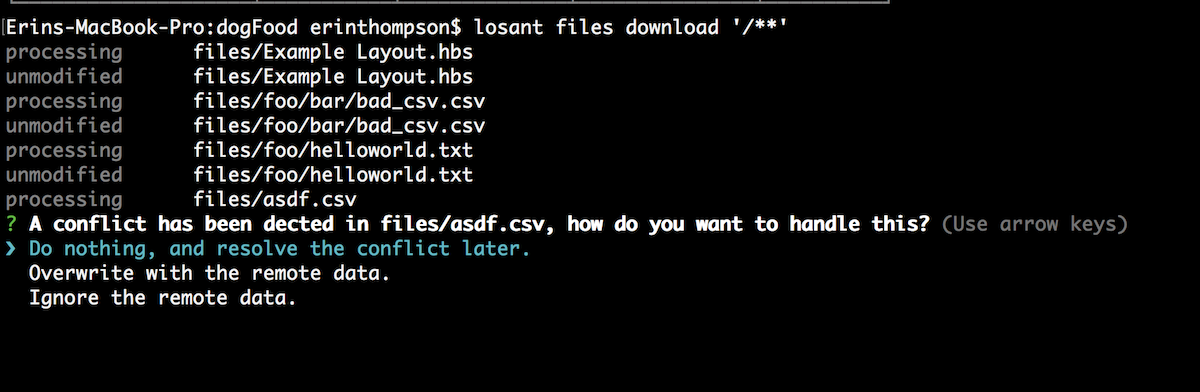 [Erins-MacBook-Pro:dogFood erinthompson$ losant files download '/**'
processing files/Example Layout.hbs
unmodified files/Example Layout.hbs
processing files/foo/bar/bad_csv.csv
unmodified files/foo/bar/bad_csv.csv
processing files/foo/helloworld.txt
unmodified files/foo/helloworld.txt
processing files/asdf.csv
? A conflict has been dected in files/asdf.csv, how do you want to handle this? (Use arrow keys)
❯ Do nothing, and resolve the conflict later.
Overwrite with the remote data.
Ignore the remote data.